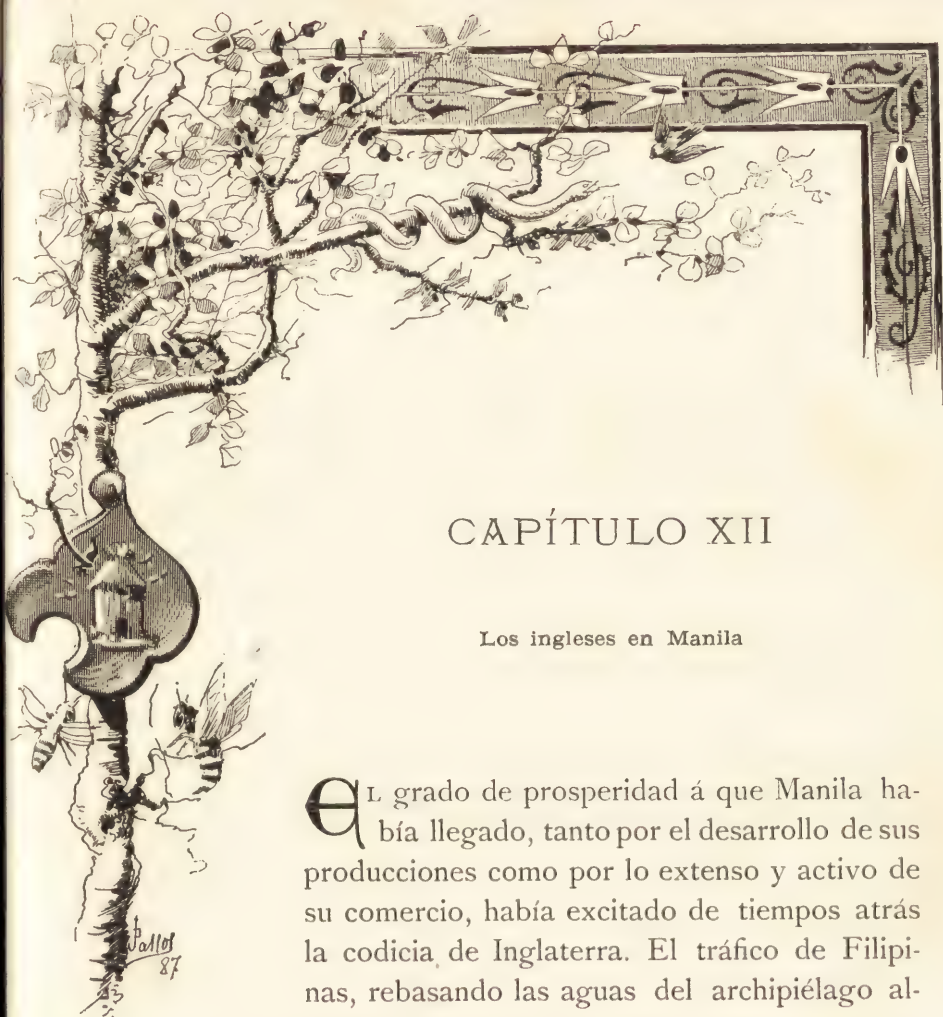 CAPÍTULO XII
Los ingleses en Manila
EL grado de prosperidad á que Manila ha-
bía llegado, tanto por el desarrollo de sus
producciones como por lo extenso y activo de
su comercio, había excitado de tiempos atrás
la codicia de Inglaterra. El tráfico de Filipi-
nas, rebasando las aguas del archipiélago al-
87